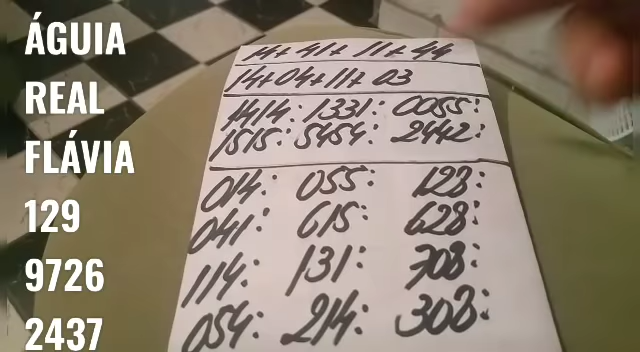 ÁGUIA
REAL
FLÁVIA
129
9726
2437
14+41+11+44
14+04+11+03
1414: 1331: 0055:
1515: 5454: 2442:
014: 055: 123:
041: 615: 628:
114: 131: 708:
054: 214: 308: